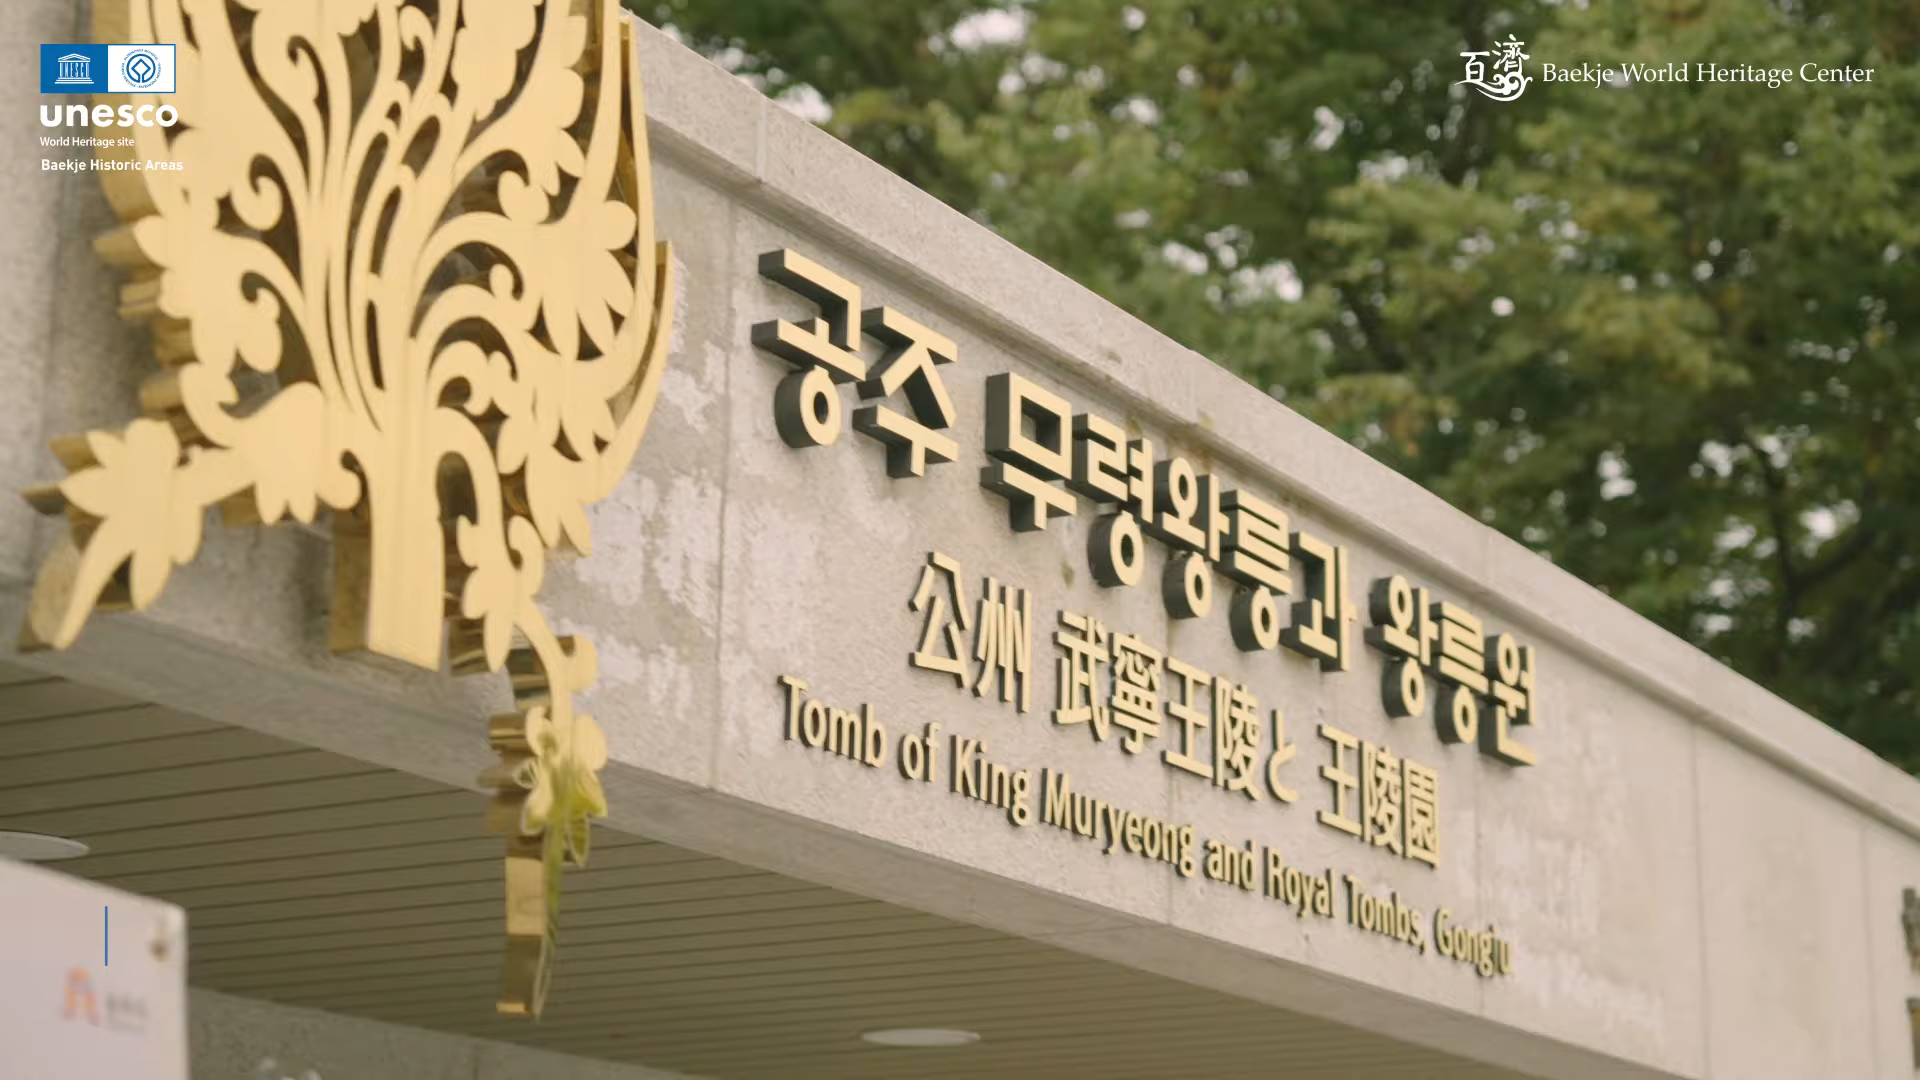 UNESCO
unesco
World Heritage site
Baekje Historic Areas
百濟 Baekje World Heritage Center
공주 무령왕릉과 왕릉원
公州 武寧王陵と 王陵園
Tomb of King Muryeong and Royal Tombs, Gongju